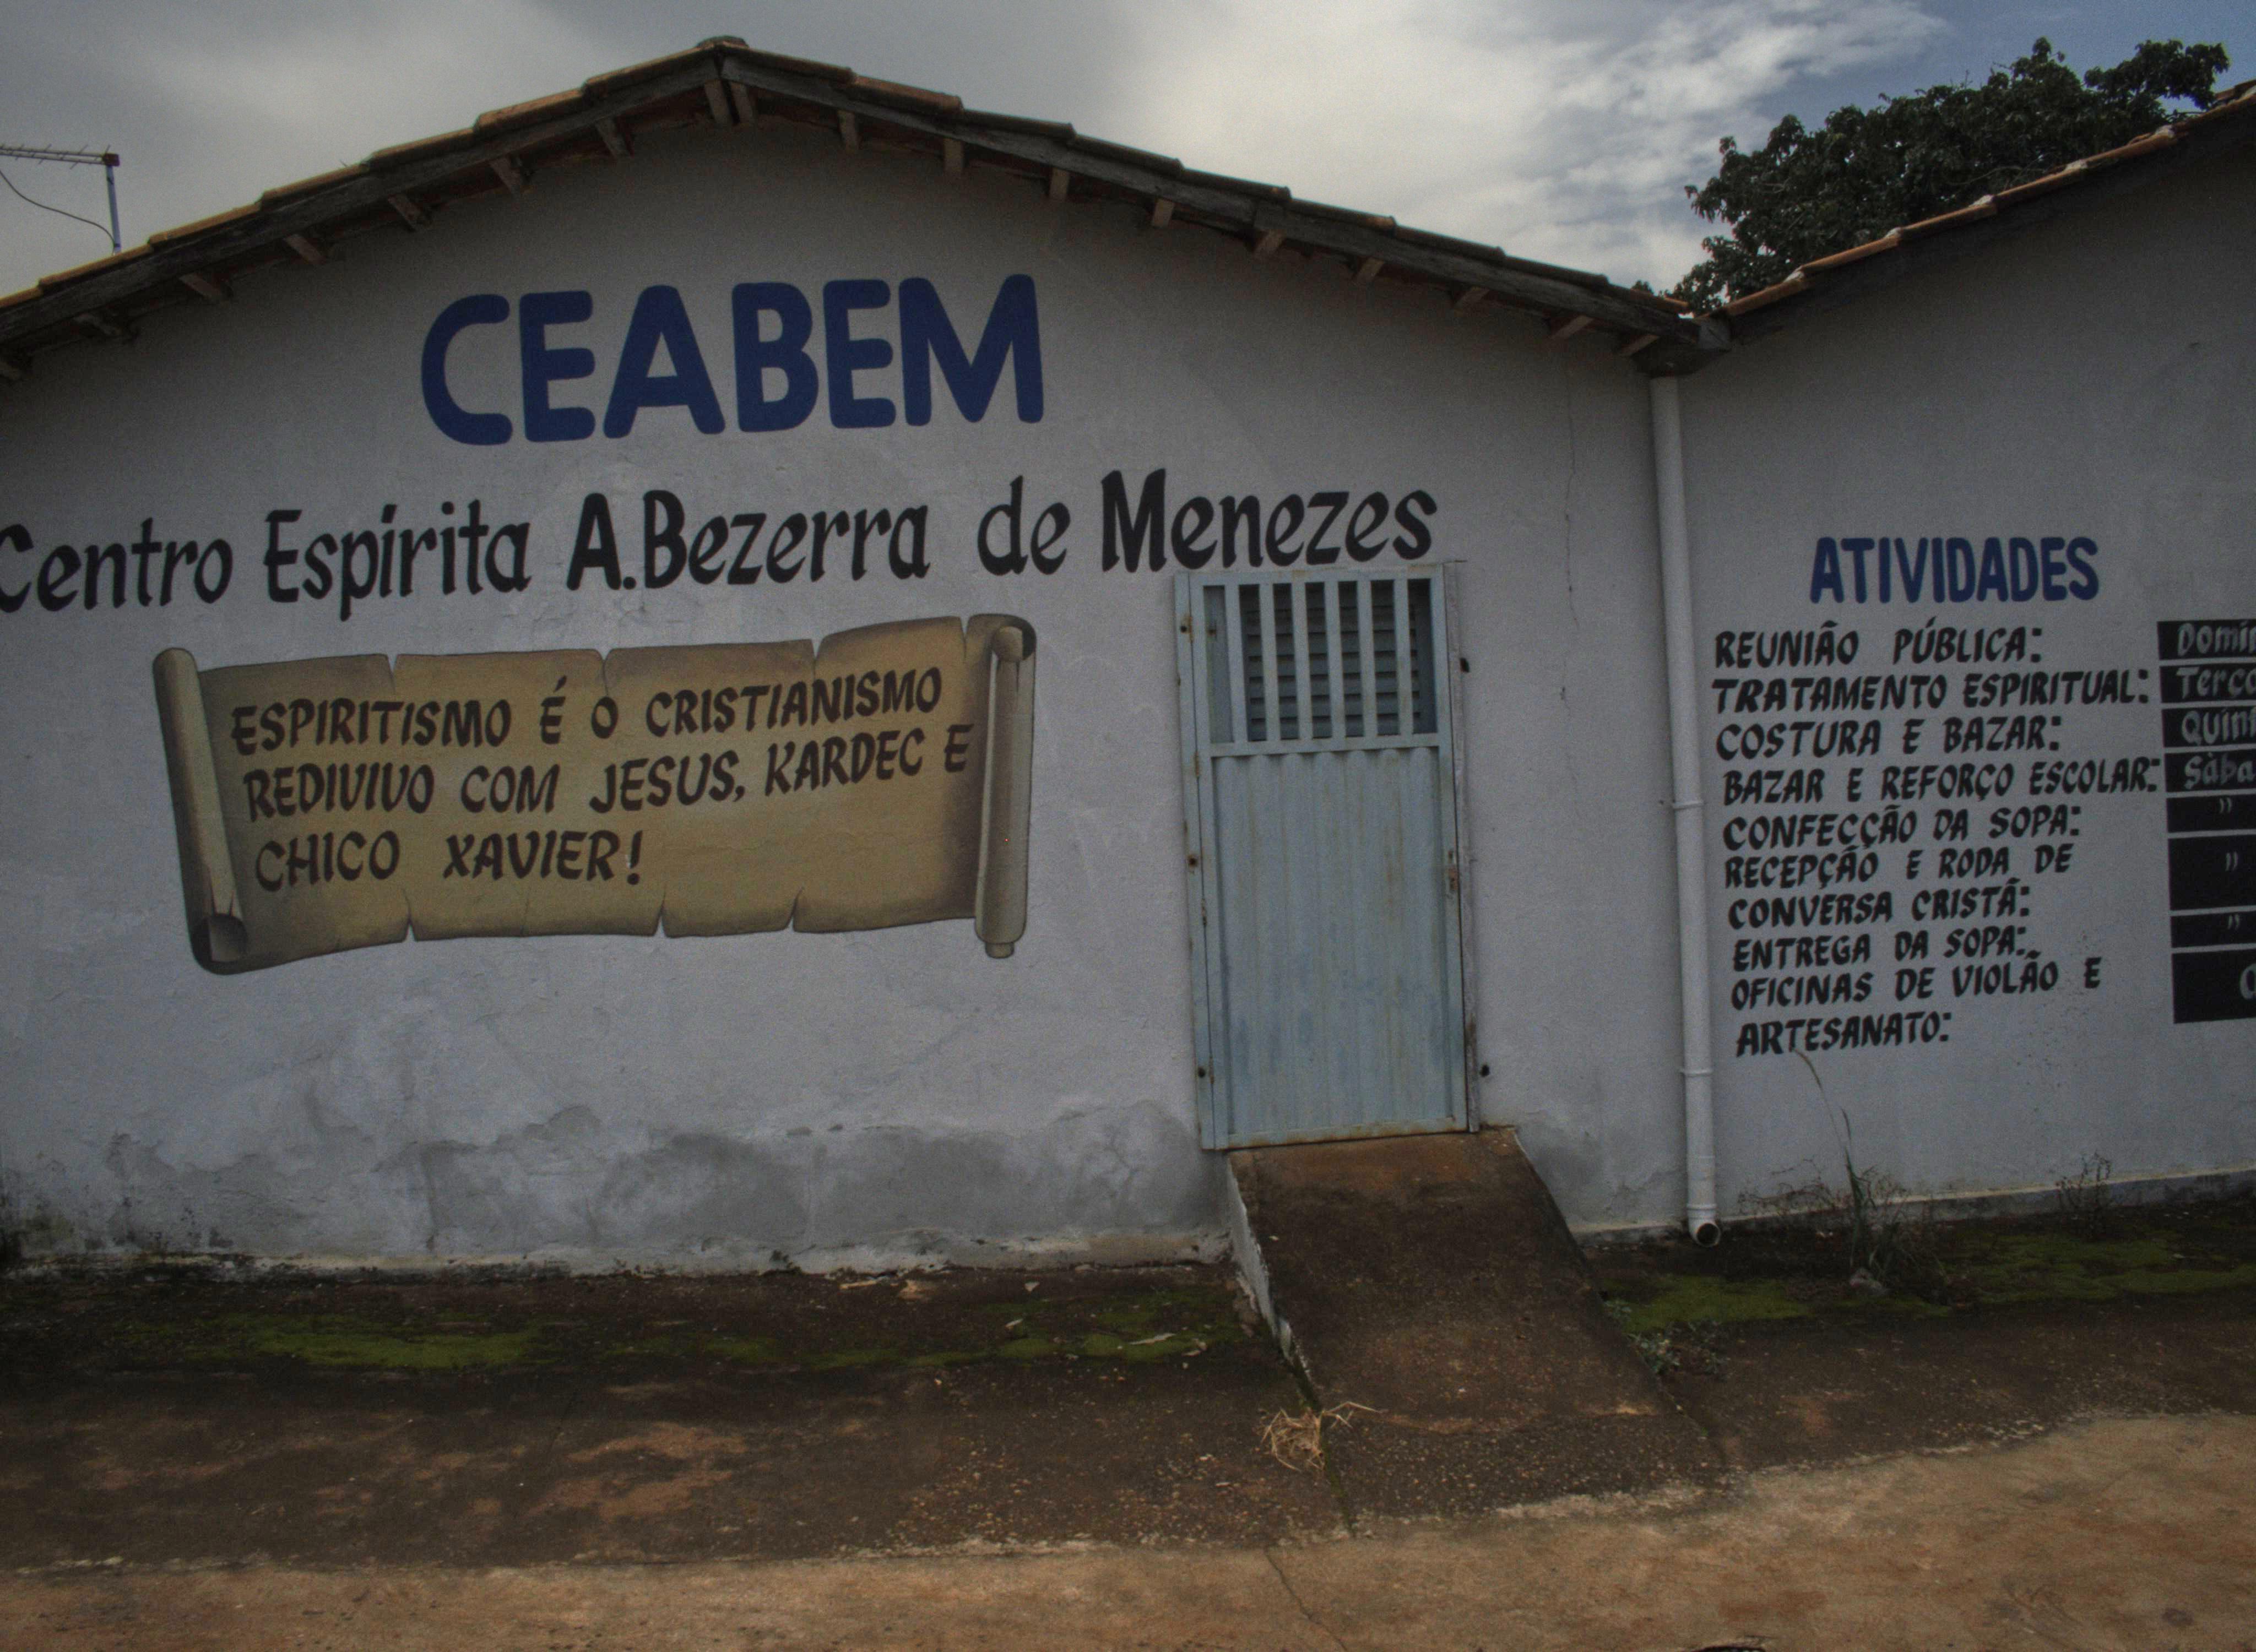 CEABEM
Centro Espírita A.Bezerra de Menezes
ESPIRITISMO É O CRISTIANISMO
REDIVIVO COM JESUS, KARDEC E
CHICO XAVIER!
ATIVIDADES
REUNIÃO PÚBLICA:
TRATAMENTO ESPIRITUAL:
COSTURA E BAZAR:
BAZAR E REFORÇO ESCOLAR:
CONFECÇÃO DA SOPA: "
RECEPÇÃO E RODA DE "
CONVERSA CRISTÃ:
ENTREGA DA SOPA: "
OFICINAS DE VIOLÃO E
ARTESANATO: